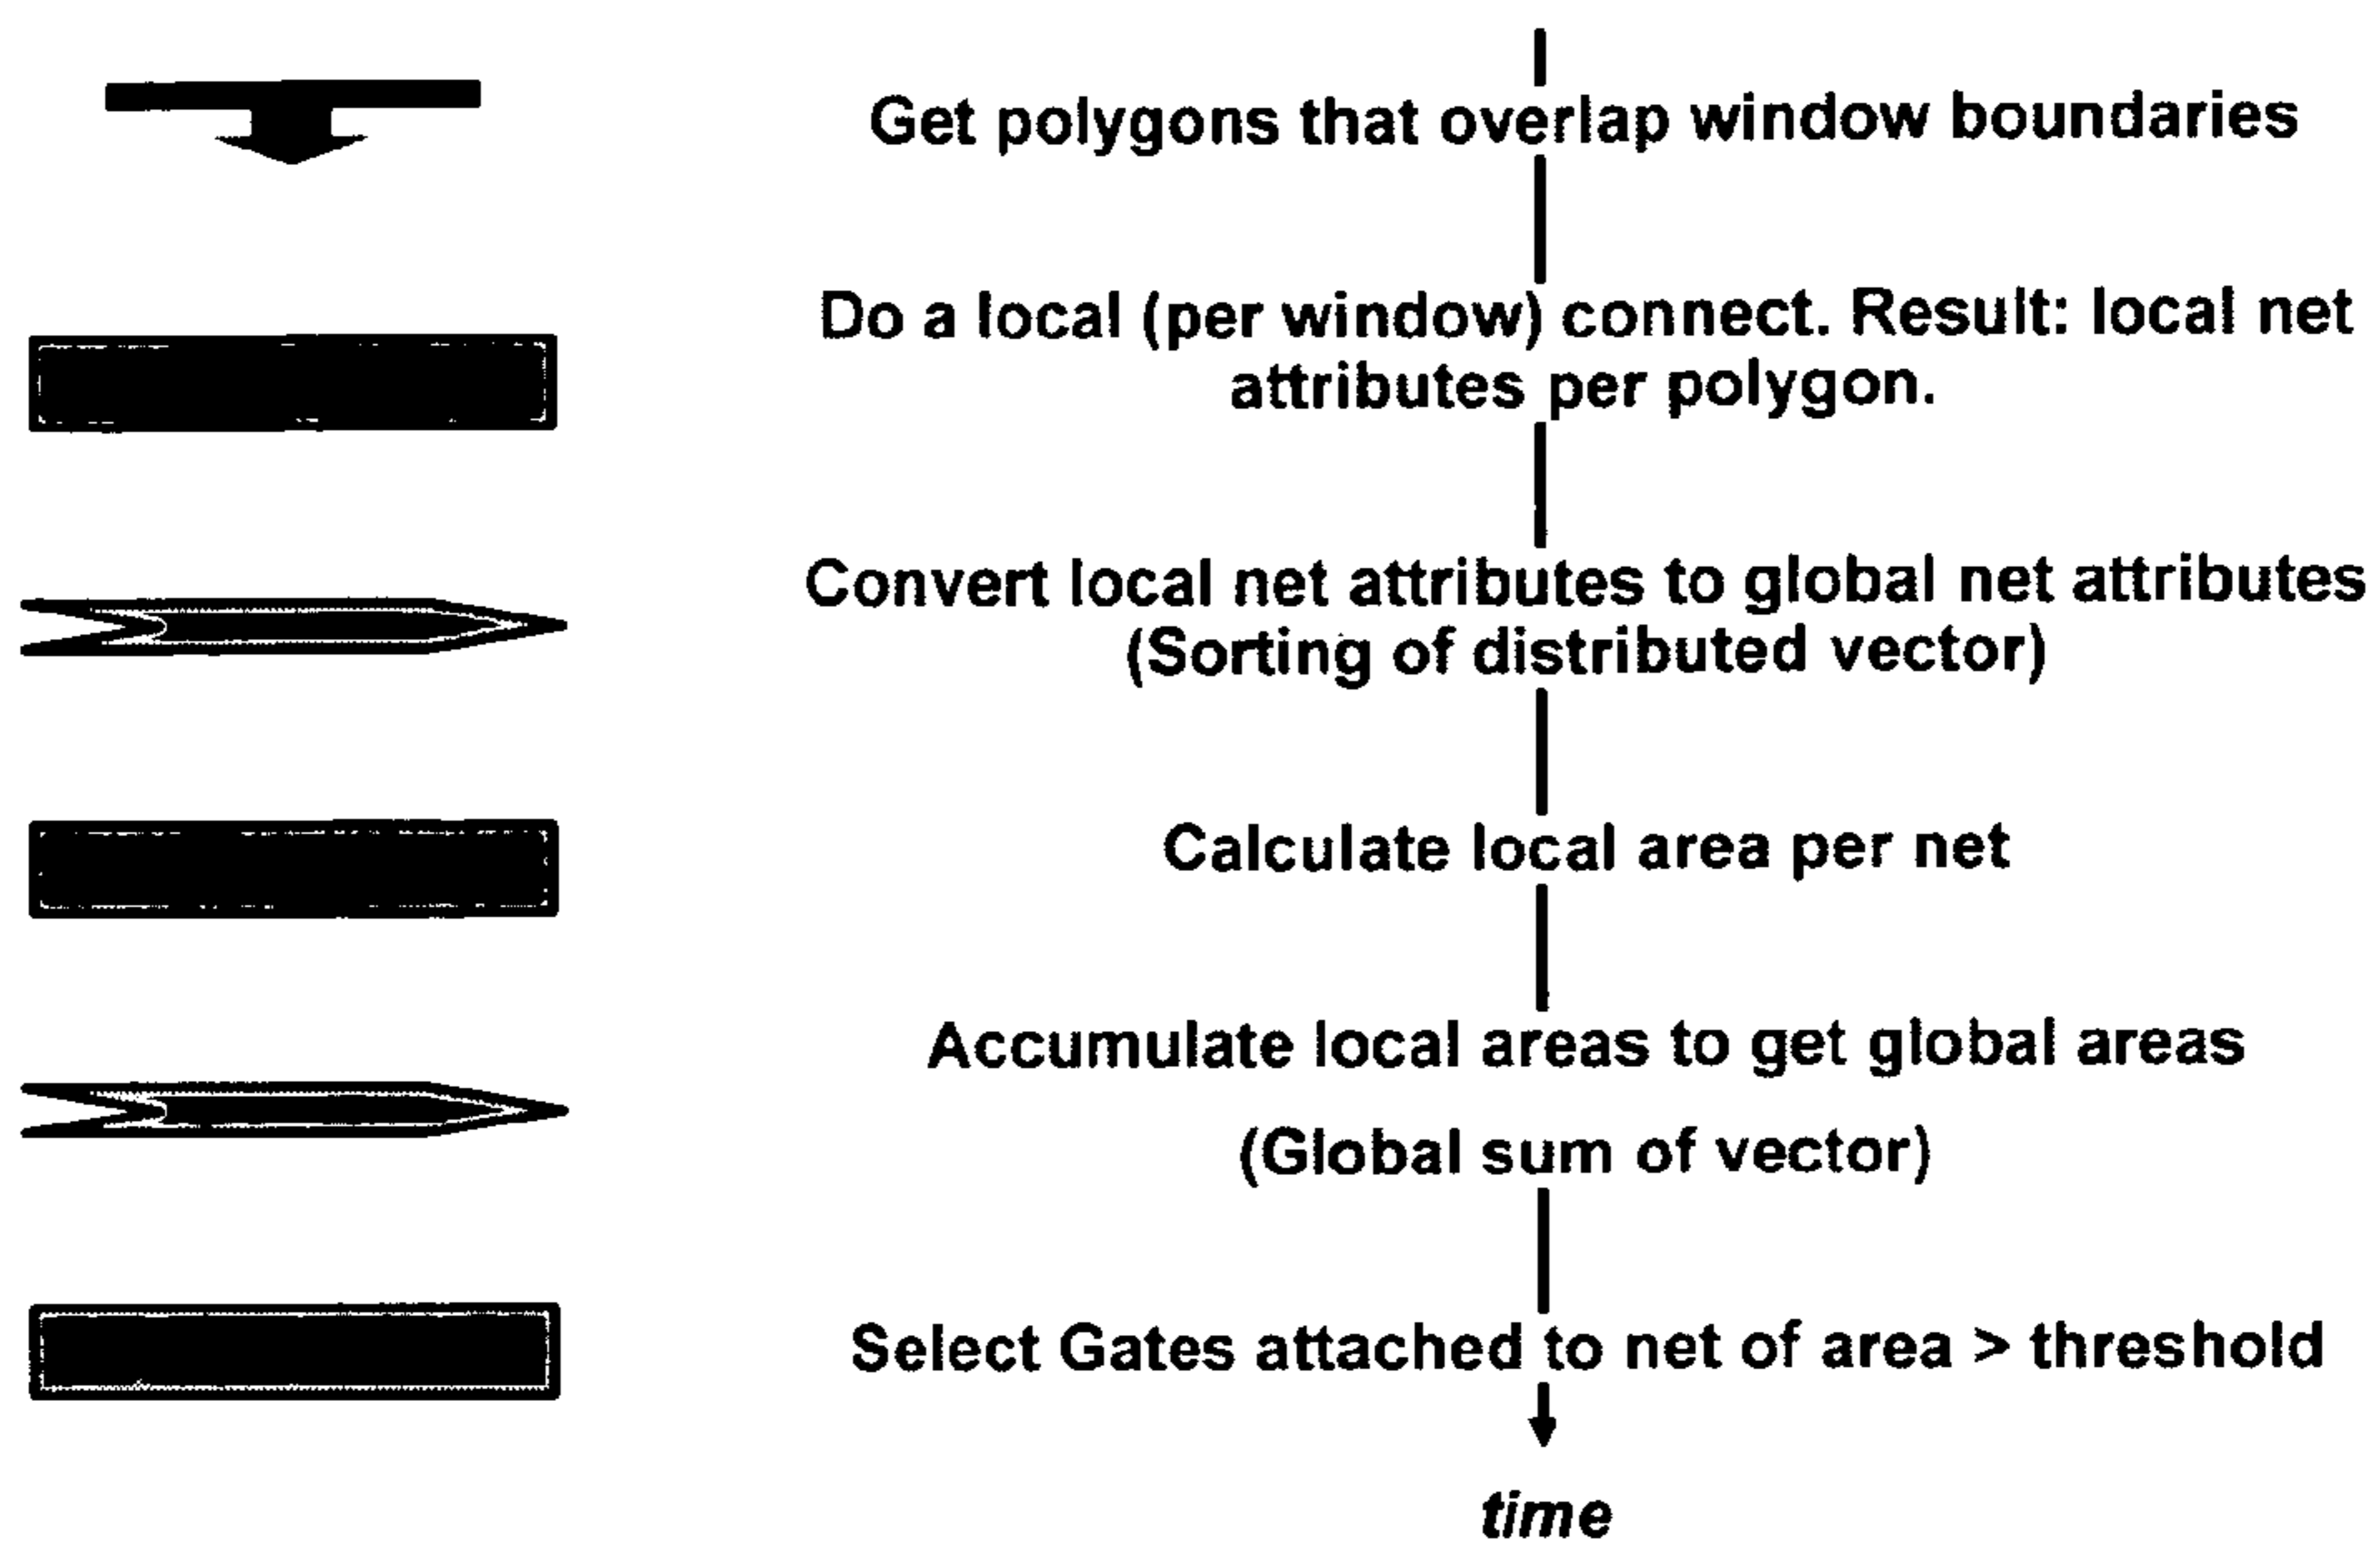 Get polygons that overlap window boundaries
Do a local (per window) connect. Result: local net
attributes per polygon.
Convert local net attributes to global net attributes
(Sorting of distributed vector)
Calculate local area per net
Accumulate local areas to get global areas
(Global sum of vector)
Select Gates attached to net of area > threshold
time